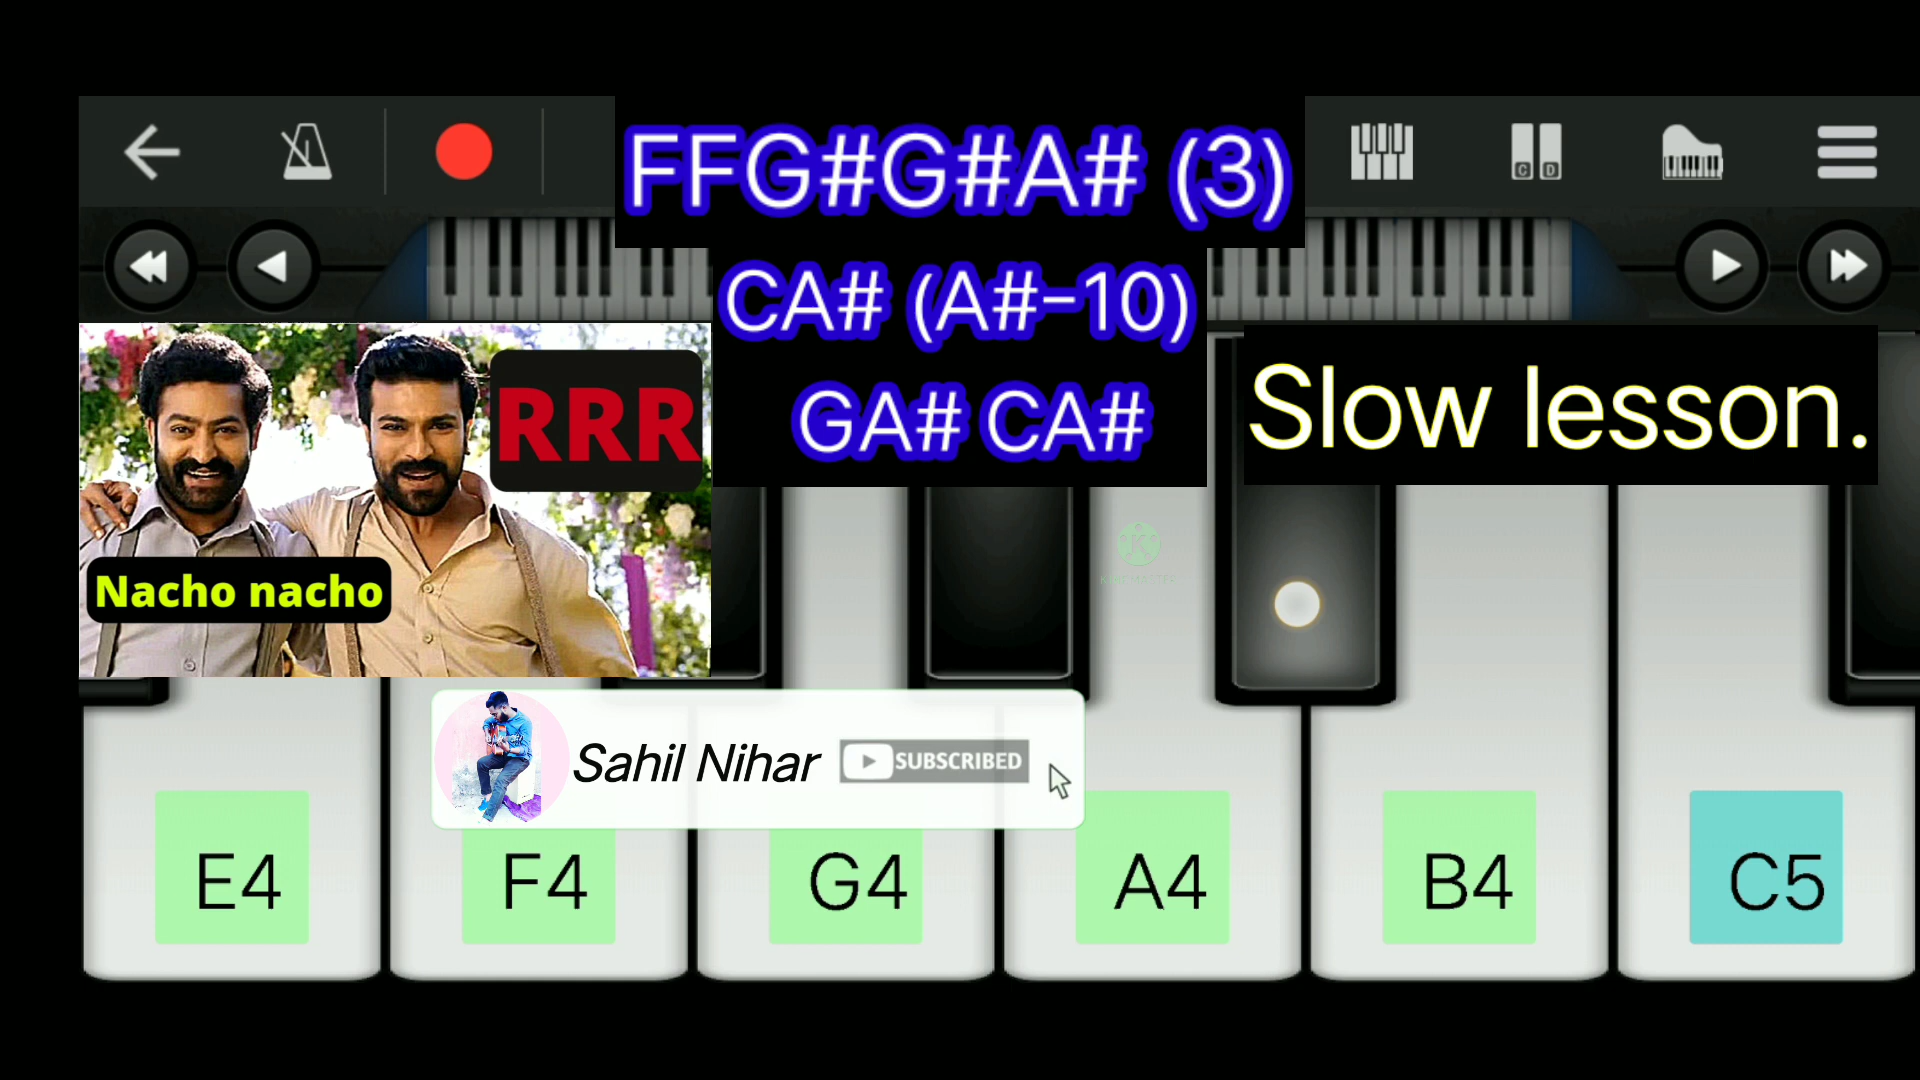 FFG#G#A# (3)
C D
CA# (A#-10)
GA# CA#
Slow lesson.
RRR
Nacho nacho
KINEMASTER
Sahil Nihar SUBSCRIBED
E4 F4 G4 A4 B4 C5